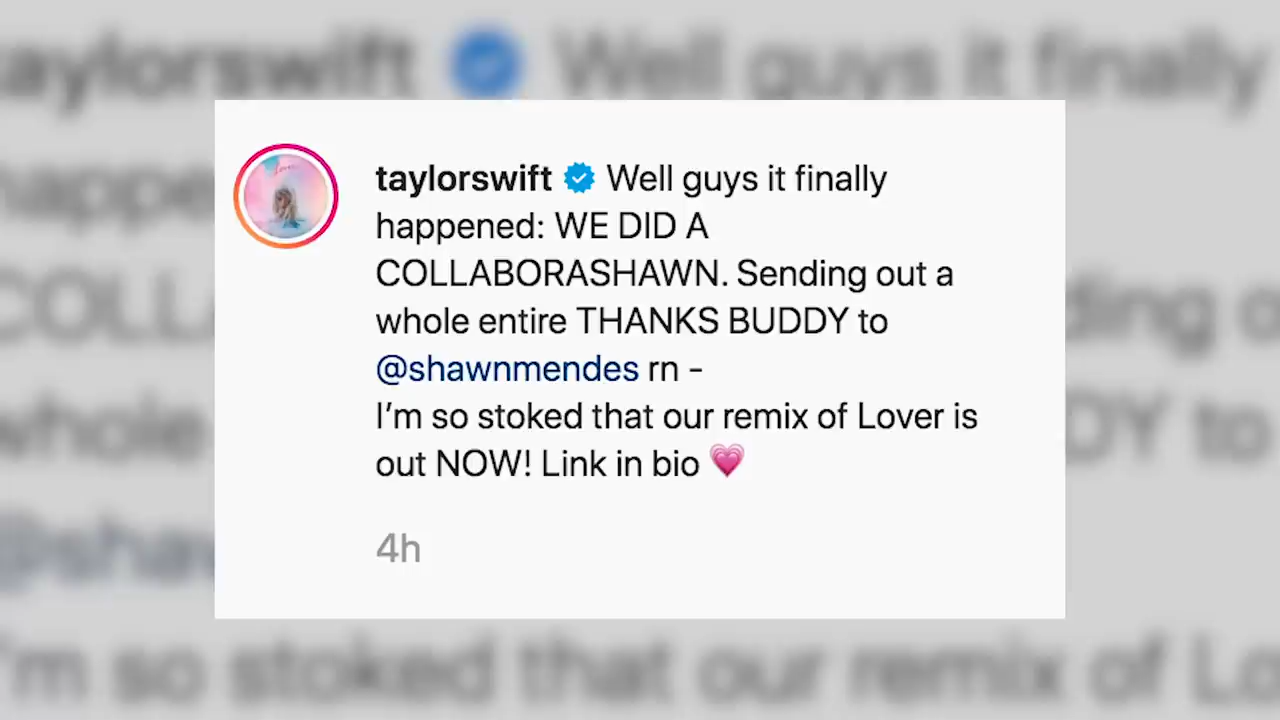 taylorswift Well guys it finally
happened: WE DID A
COLLABORASHAWN. Sending out a
whole entire THANKS BUDDY to
@shawnmendes rn -
I’m so stoked that our remix of Lover is
out NOW! Link in bio 💗
4h